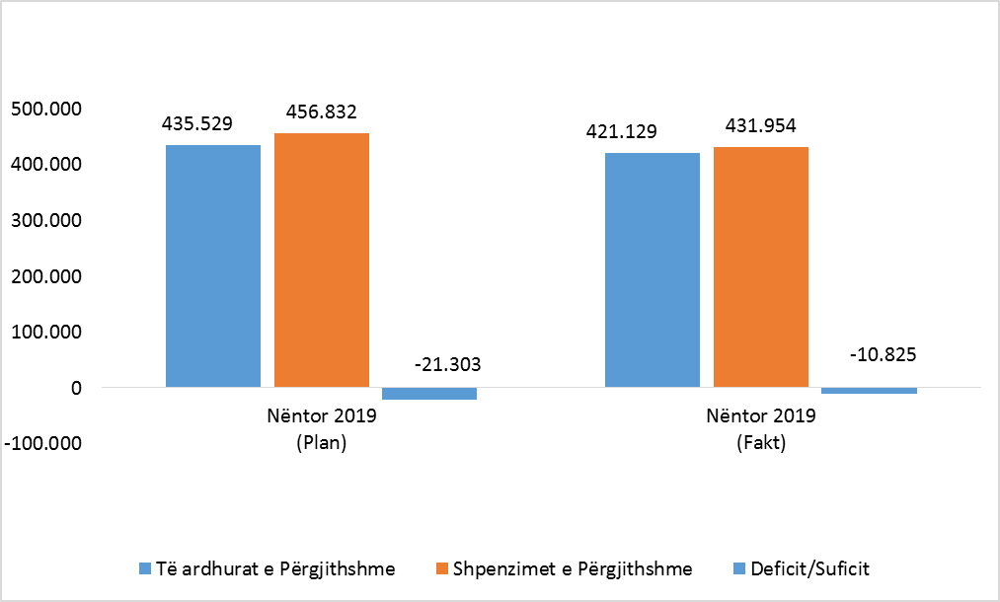 500.000
400.000
300.000
200.000
100.000
0
-100.000
435.529
456.832
-21.303
421.129
431.954
-10.825
Nëntor 2019
(Plan)
Nëntor 2019
(Fakt)
Të ardhurat e Përgjithshme
Shpenzimet e Përgjithshme
Deficit/Suficit